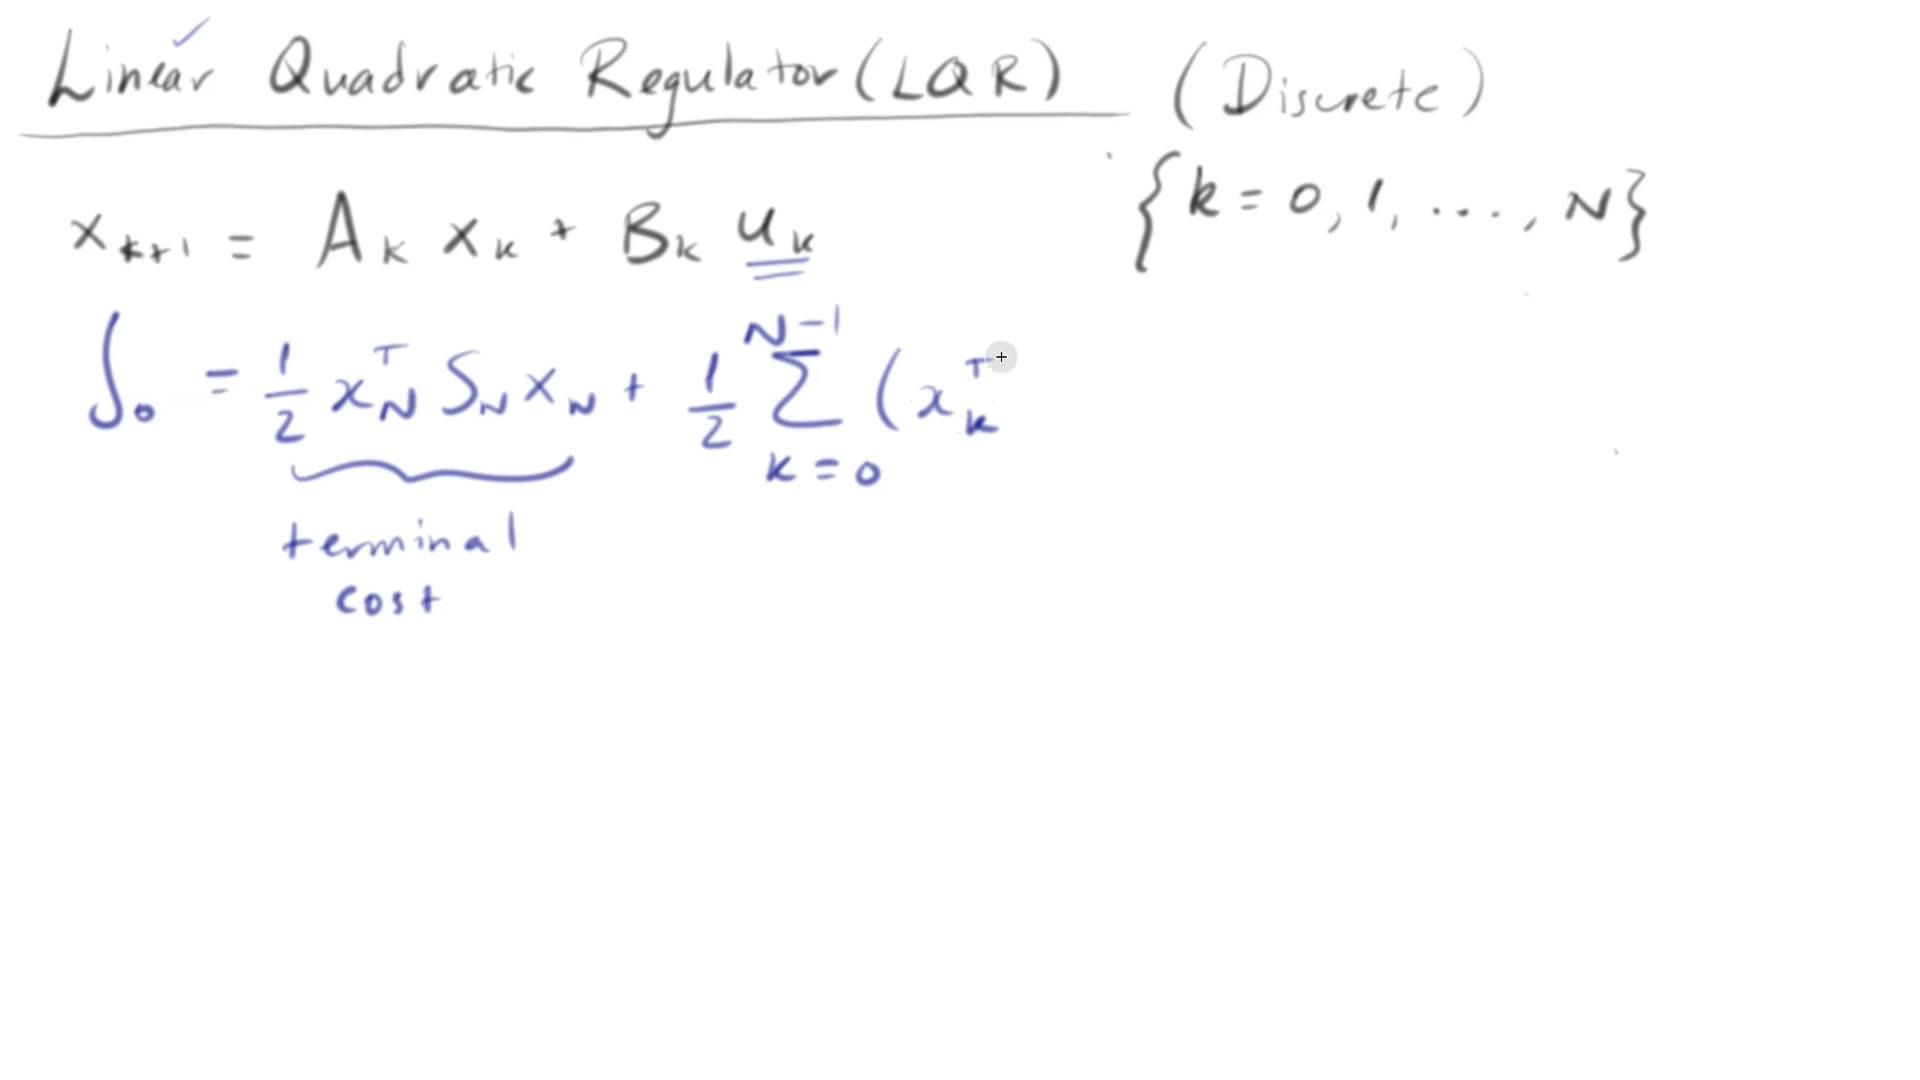 Linear Quadratic Regulator (LQR) (Discrete)
x_{k+1} = A_k x_k + B_k u_k {k = 0, 1, ...., N}
J_0 = 1/2 x_N^T S_N x_N + 1/2 ∑_{k=0}^{N-1} (x_k^T
terminal
cost